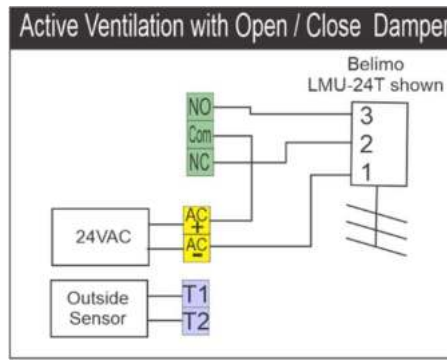 Active Ventilation with Open / Close Damper
Belimo
LMU-24T shown
NO
Com
NC
3
2
1
24VAC
AC
+
AC
-
Outside
Sensor
T1
T2